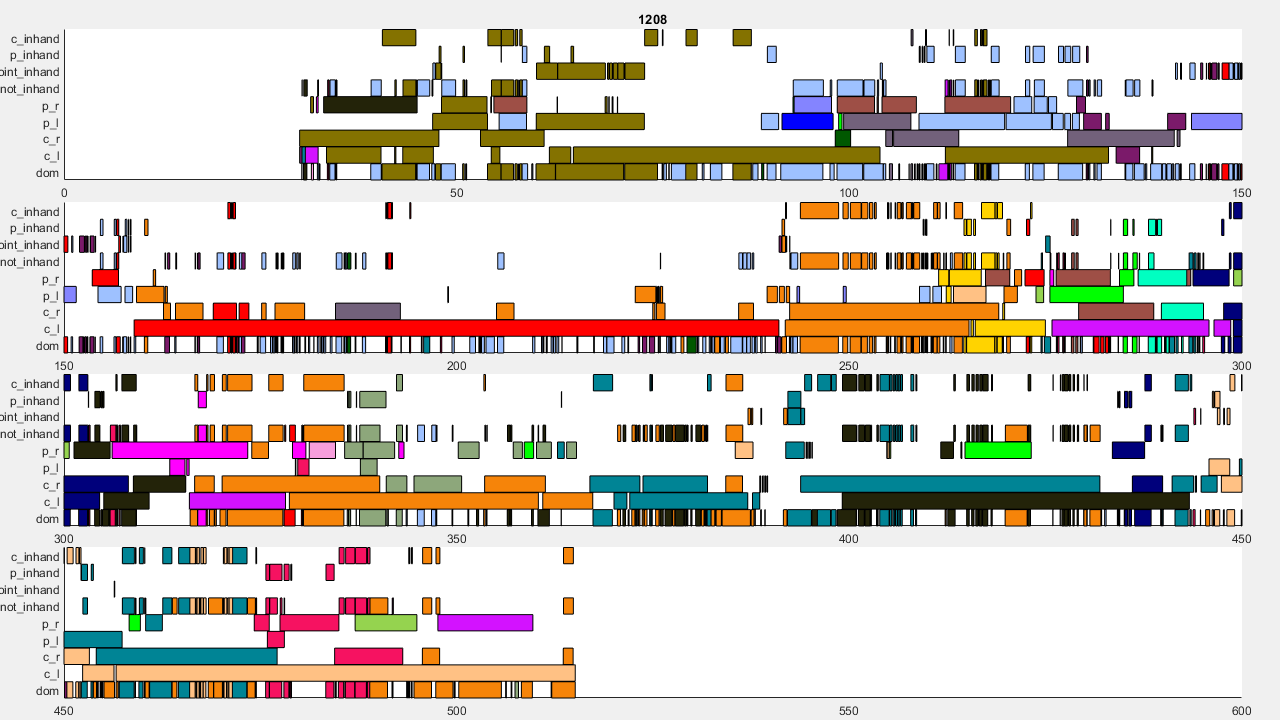 1208
c_inhand
p_inhand
oint_inhand
not_inhand
p_r
p_l
c_r
c_l
dom
0 50 100 150
c_inhand
p_inhand
oint_inhand
not_inhand
p_r
p_l
c_r
c_l
dom
150 200 250 300
c_inhand
p_inhand
oint_inhand
not_inhand
p_r
p_l
c_r
c_l
dom
300 350 400 450
c_inhand
p_inhand
oint_inhand
not_inhand
p_r
p_l
c_r
c_l
dom
450 500 550 600